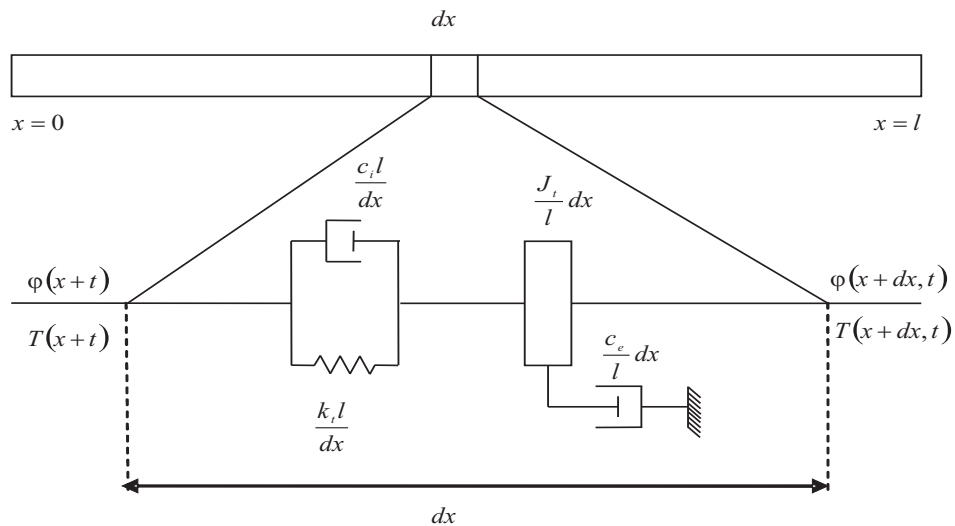 dx
x = 0
x = l
c_i l / dx
J_t / l dx
φ(x + t)
φ(x + dx, t)
T(x + t)
T(x + dx, t)
c_e / l dx
k_t l / dx
dx